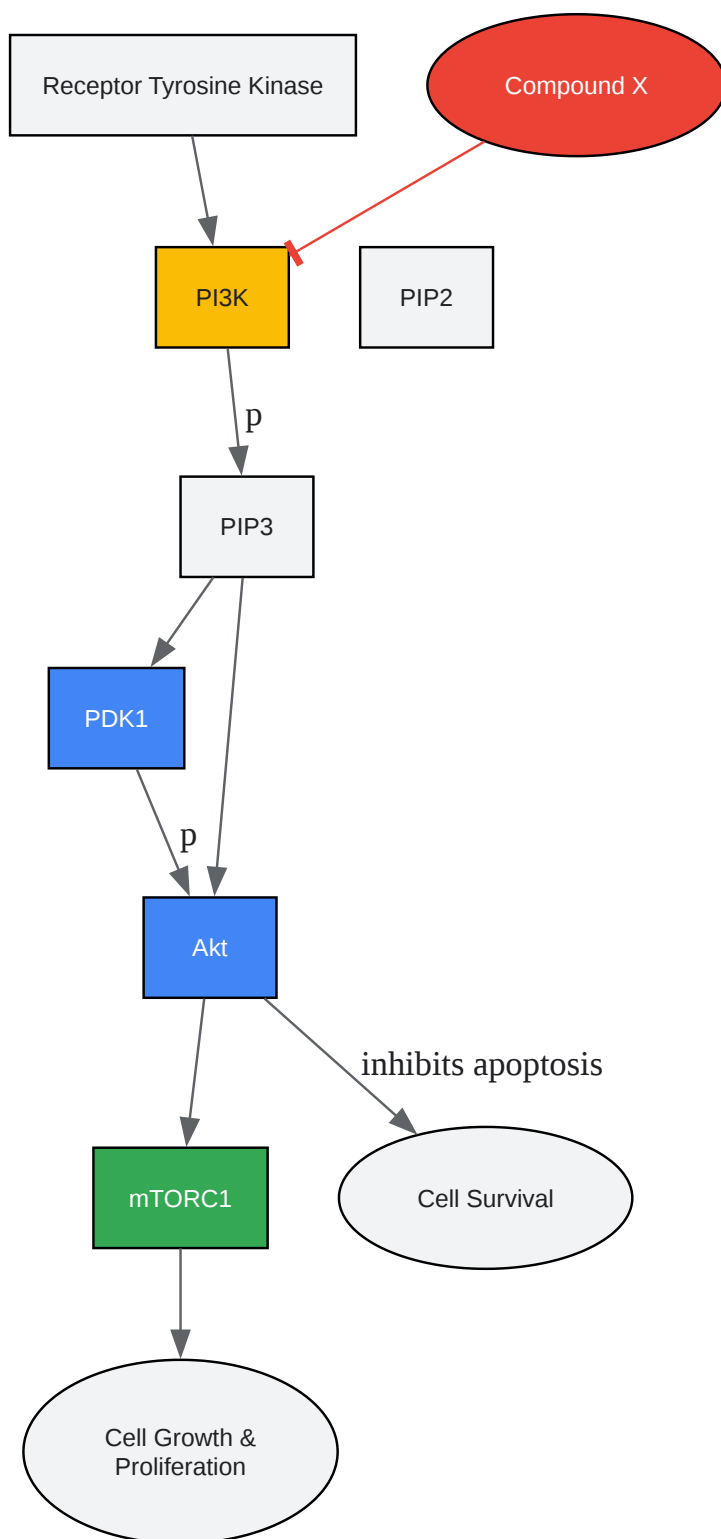 Receptor Tyrosine Kinase
Compound X
PI3K
PIP2
p
PIP3
PDK1
p
Akt
inhibits apoptosis
mTORC1
Cell Survival
Cell Growth &
Proliferation